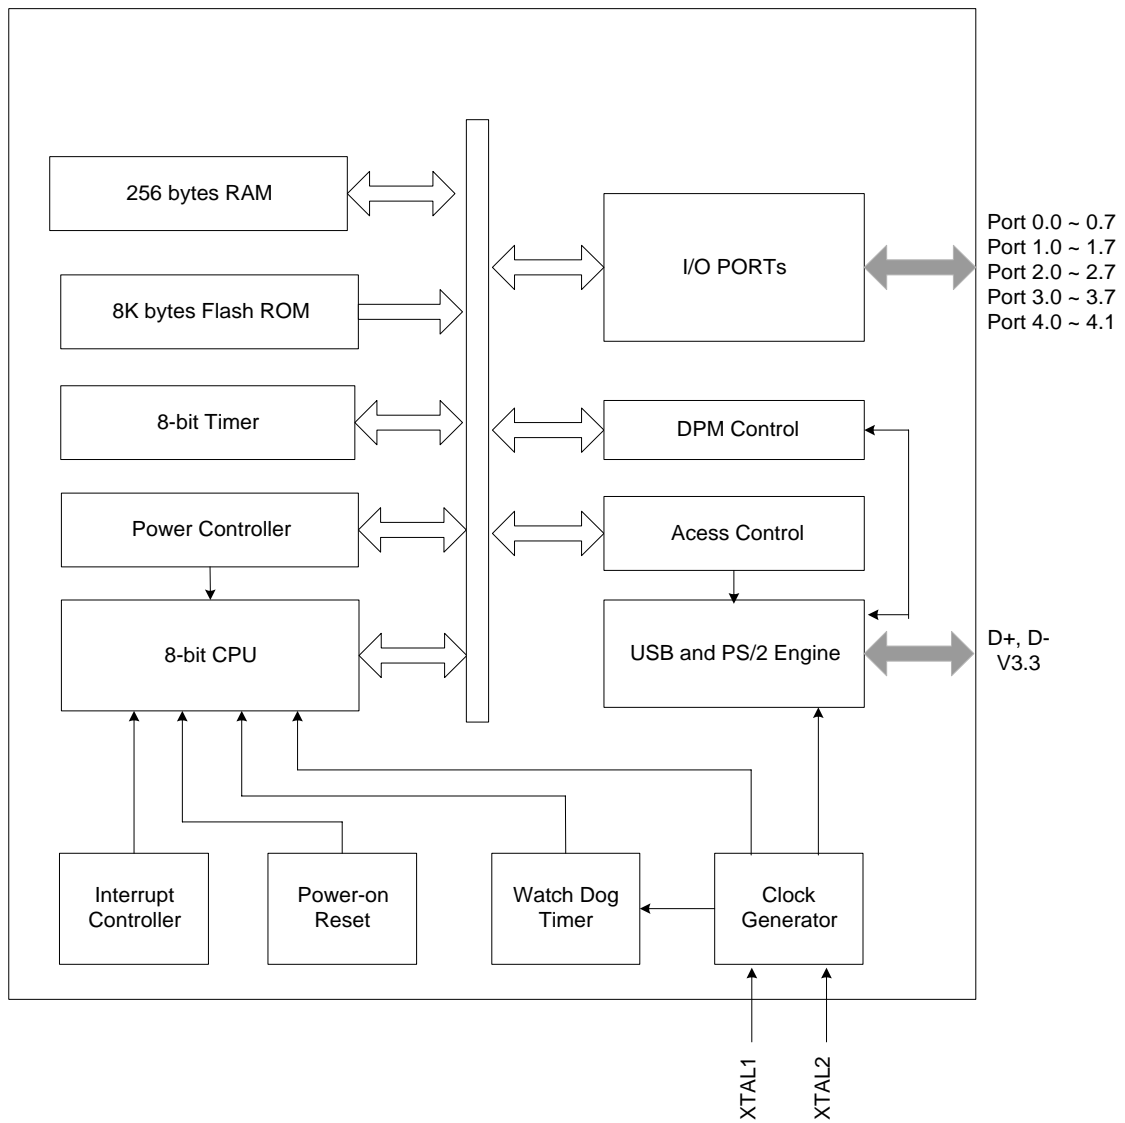 256 bytes RAM
8K bytes Flash ROM
8-bit Timer
Power Controller
8-bit CPU
I/O PORTs
DPM Control
Acess Control
USB and PS/2 Engine
Port 0.0 ~ 0.7
Port 1.0 ~ 1.7
Port 2.0 ~ 2.7
Port 3.0 ~ 3.7
Port 4.0 ~ 4.1
D+, D-
V3.3
Interrupt
Controller
Power-on
Reset
Watch Dog
Timer
Clock
Generator
XTAL1
XTAL2